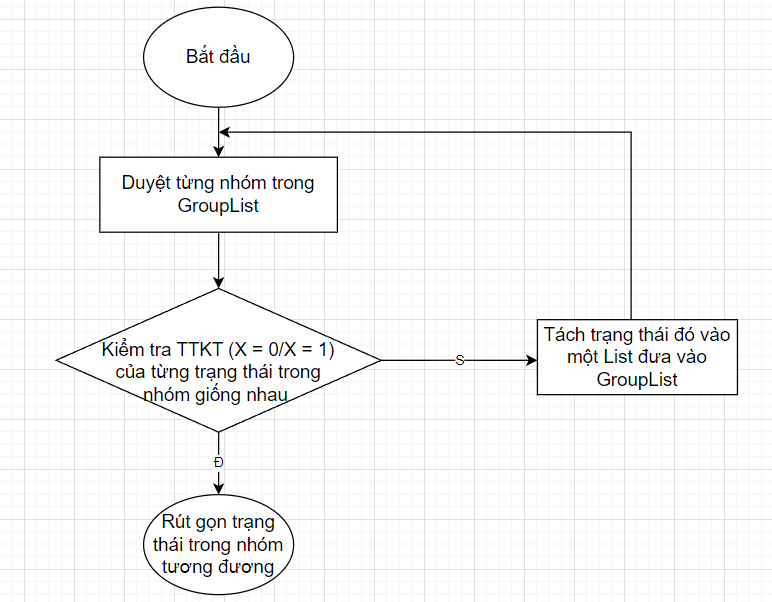 Bắt đầu
Duyệt từng nhóm trong
GroupList
Kiểm tra TTKT (X = 0/X = 1)
của từng trạng thái trong
nhóm giống nhau
S
Tách trạng thái đó vào
một List đưa vào
GroupList
Đ
Rút gọn trạng
thái trong nhóm
tương đương